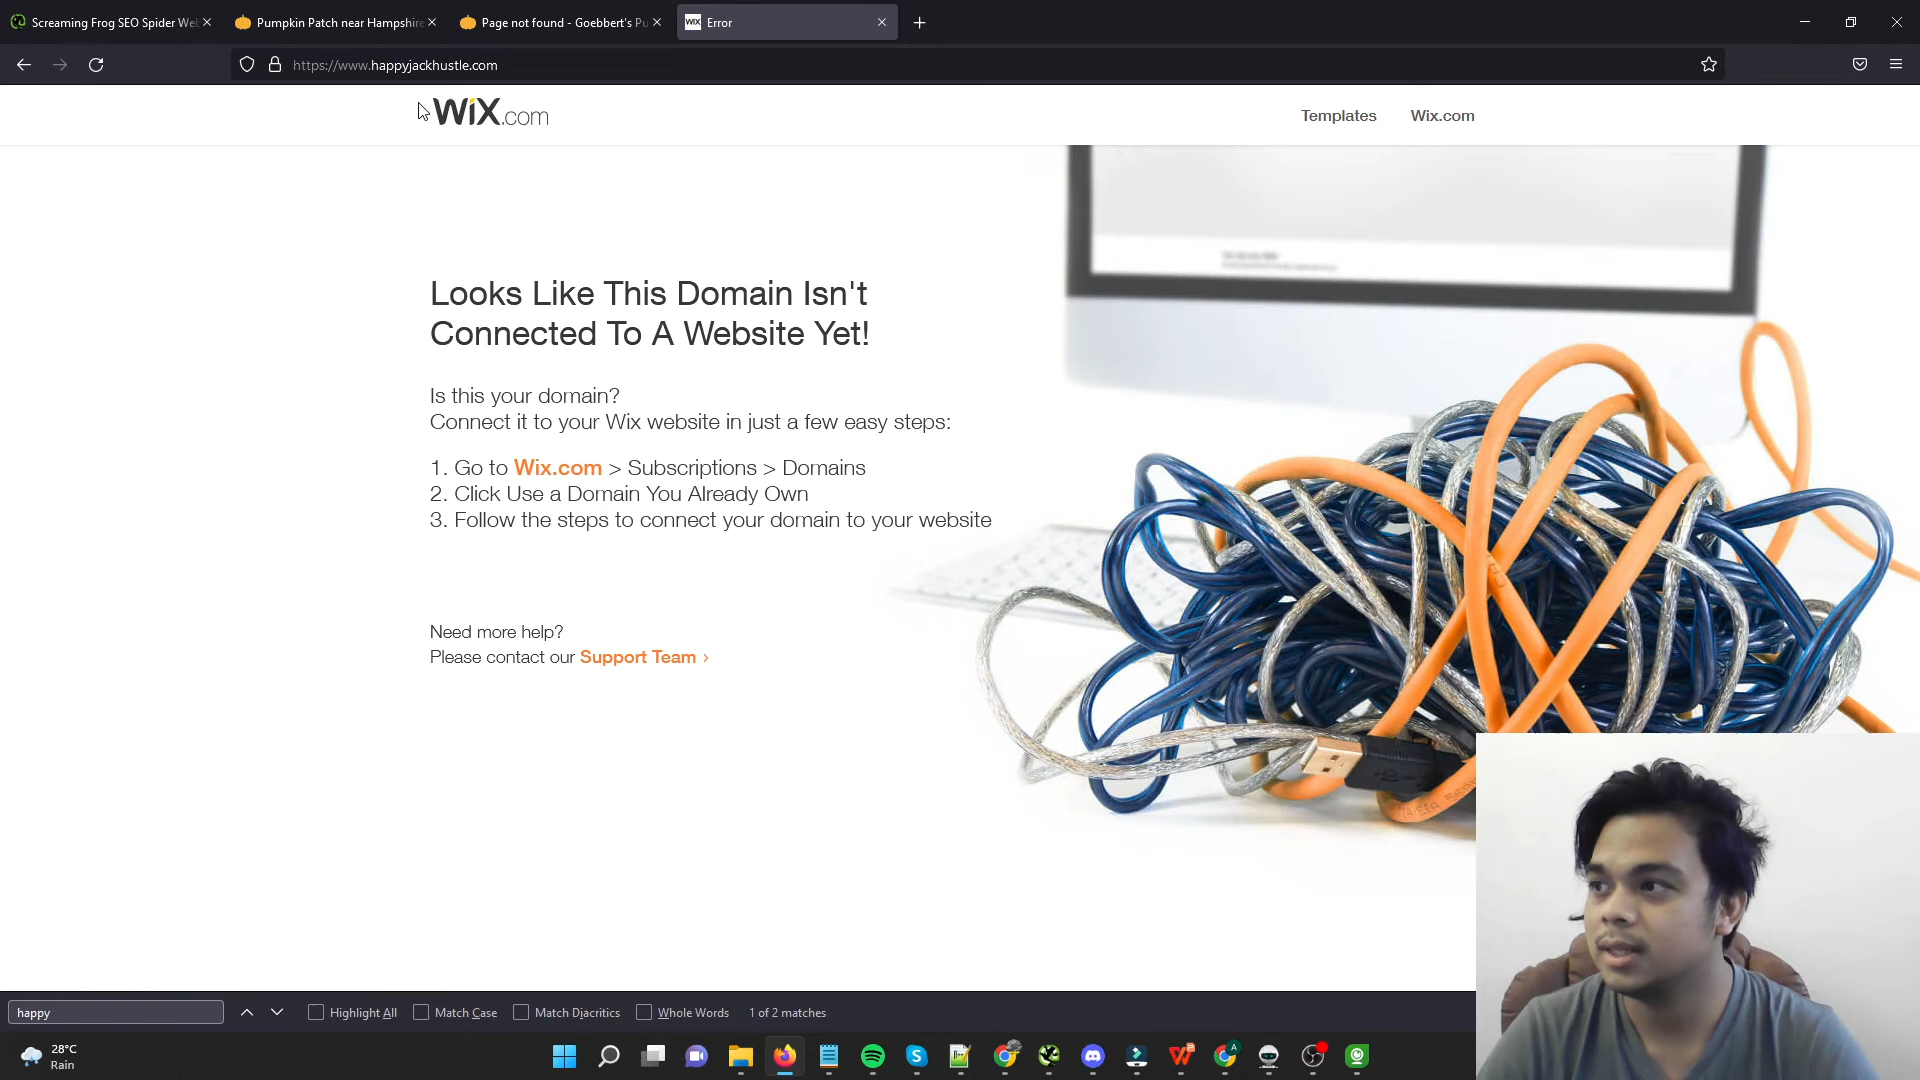 Screaming Frog SEO Spider Wel
Pumpkin Patch near Hampshire
Page not found - Goebbert's Pu
WIX Error
https://www.happyjackhustle.com
WiX.com
Templates
Wix.com
Looks Like This Domain Isn't
Connected To A Website Yet!
Is this your domain?
Connect it to your Wix website in just a few easy steps:
1. Go to Wix.com > Subscriptions > Domains
2. Click Use a Domain You Already Own
3. Follow the steps to connect your domain to your website
Need more help?
Please contact our Support Team ›
happy
Highlight All
Match Case
Match Diacritics
Whole Words
1 of 2 matches
28°C
Rain